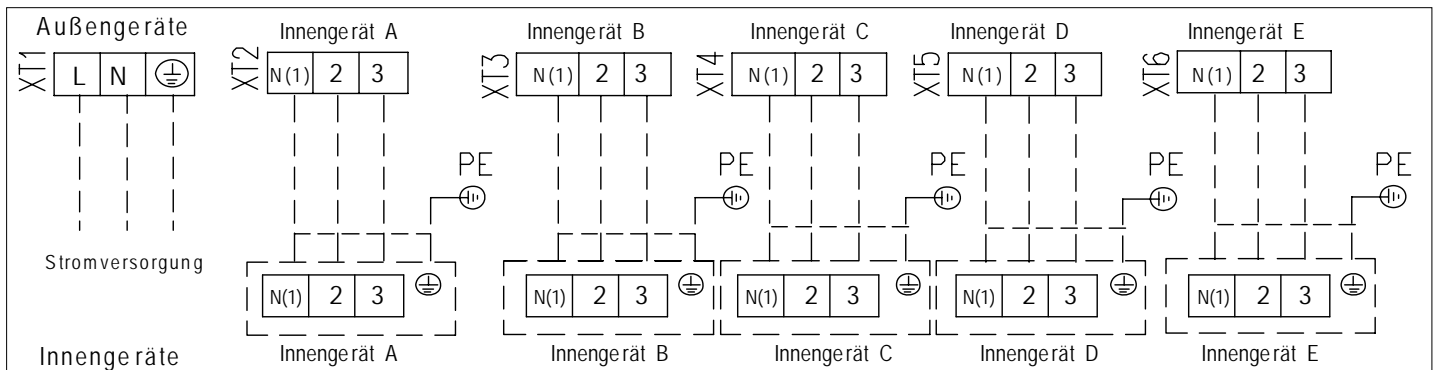 Außengeräte
XT1
L N
Stromversorgung
XT2
Innengerät A
N(1) 2 3
PE
N(1) 2 3
Innengerät A
XT3
Innengerät B
N(1) 2 3
PE
N(1) 2 3
Innengerät B
XT4
Innengerät C
N(1) 2 3
PE
N(1) 2 3
Innengerät C
XT5
Innengerät D
N(1) 2 3
PE
N(1) 2 3
Innengerät D
XT6
Innengerät E
N(1) 2 3
PE
N(1) 2 3
Innengerät E
Innengeräte